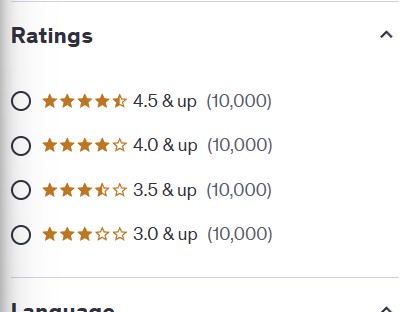 Ratings
4.5 & up (10,000)
4.0 & up (10,000)
3.5 & up (10,000)
3.0 & up (10,000)
Language